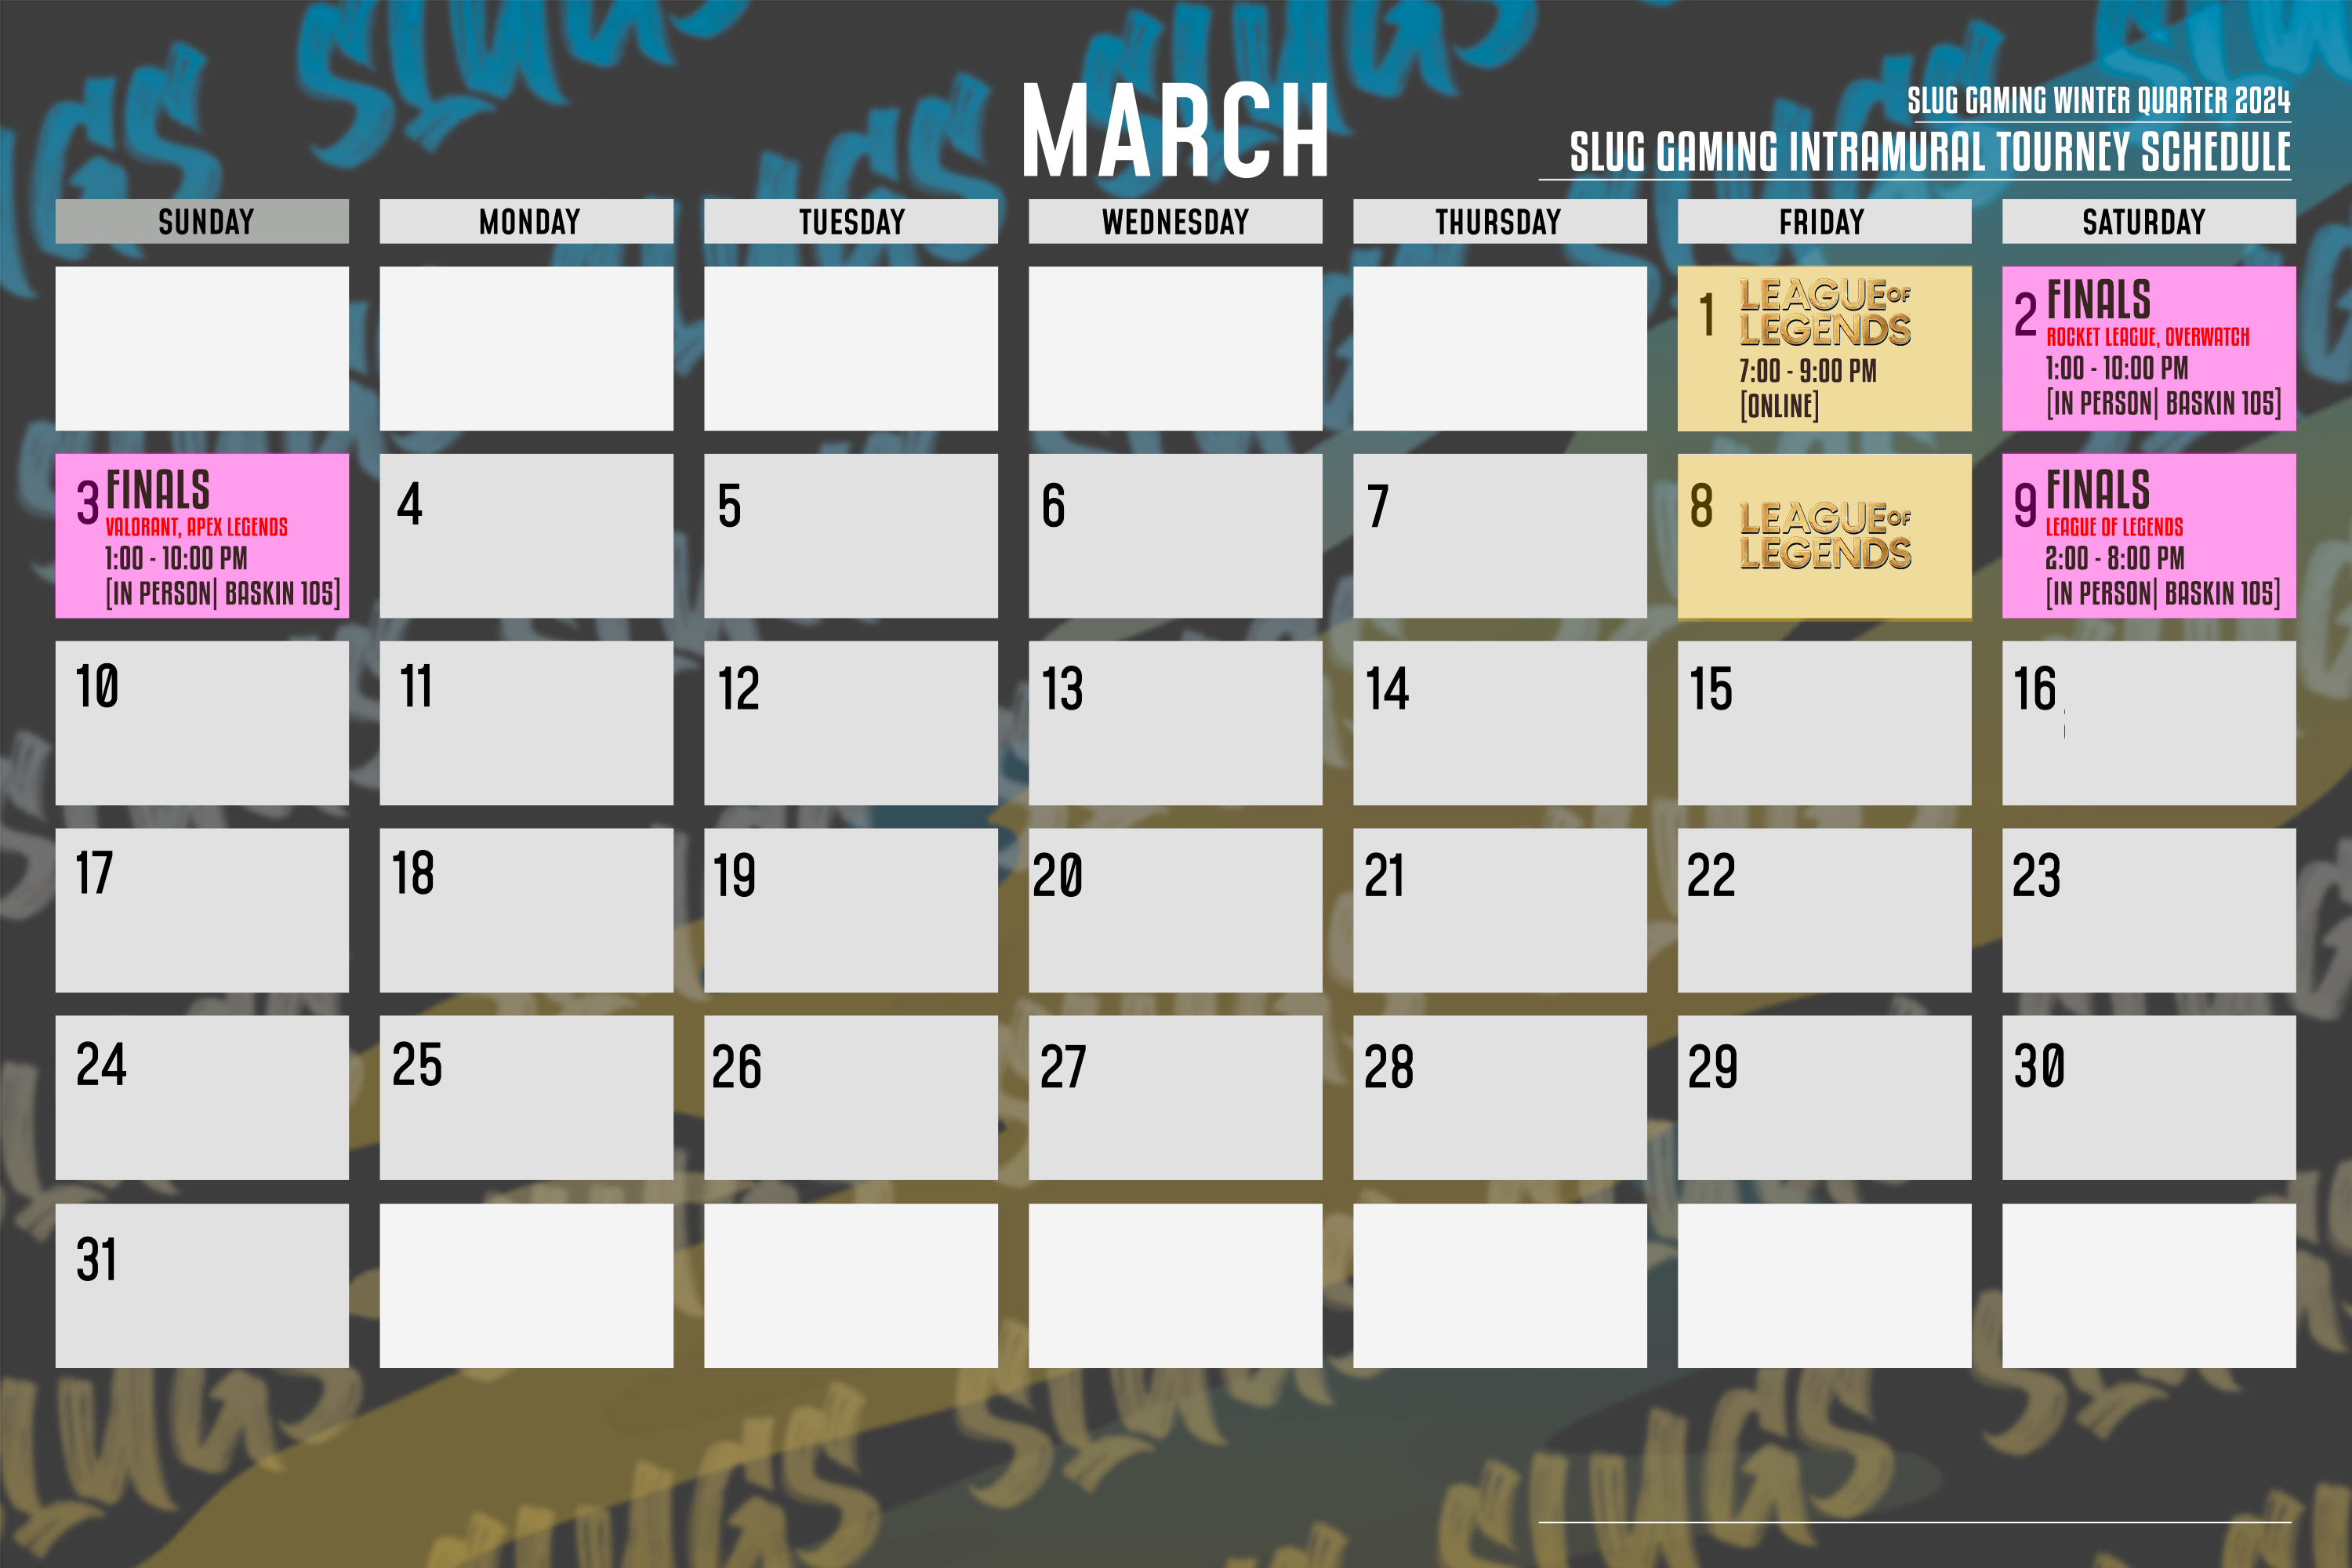 MARCH
SLUG GAMING WINTER QUARTER 2024
SLUG GAMING INTRAMURAL TOURNEY SCHEDULE
SUNDAY MONDAY TUESDAY WEDNESDAY THURSDAY FRIDAY SATURDAY
1
LEAGUE OF
LEGENDS
7:00 - 9:00 PM
[ONLINE]
2
FINALS
ROCKET LEAGUE, OVERWATCH
1:00 - 10:00 PM
[IN PERSON| BASKIN 105]
3
FINALS
VALORANT, APEX LEGENDS
1:00 - 10:00 PM
[IN PERSON| BASKIN 105]
4
5
6
7
8
LEAGUE OF
LEGENDS
9
FINALS
LEAGUE OF LEGENDS
2:00 - 8:00 PM
[IN PERSON| BASKIN 105]
10 11 12 13 14 15 16
17 18 19 20 21 22 23
24 25 26 27 28 29 30
31